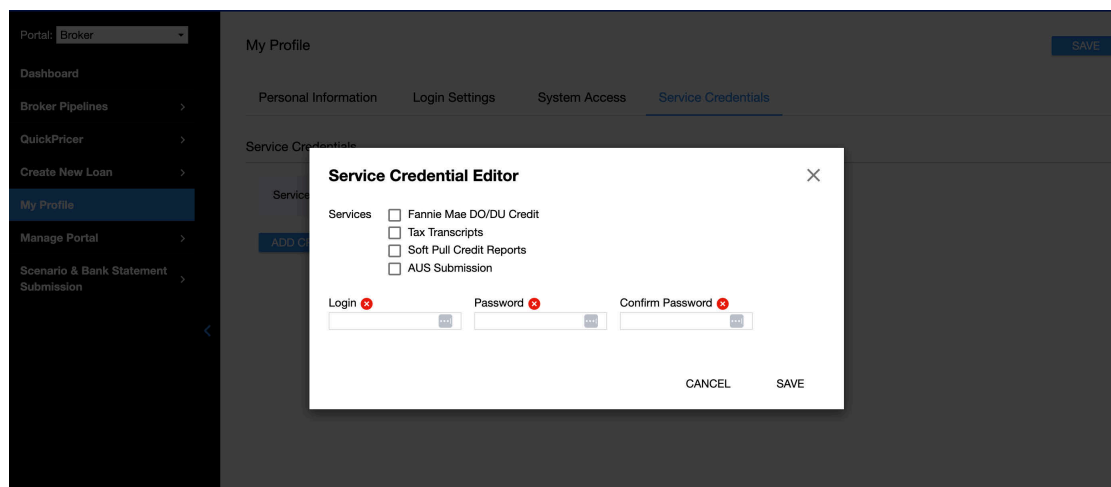 Portal: Broker
Dashboard
Broker Pipelines
QuickPricer
Create New Loan
My Profile
Manage Portal
Scenario & Bank Statement
Submission
My Profile
SAVE
Personal Information Login Settings System Access Service Credentials
Service Credentials
Service
ADD
Service Credential Editor
Services
Fannie Mae DO/DU Credit
Tax Transcripts
Soft Pull Credit Reports
AUS Submission
Login Password Confirm Password
CANCEL SAVE